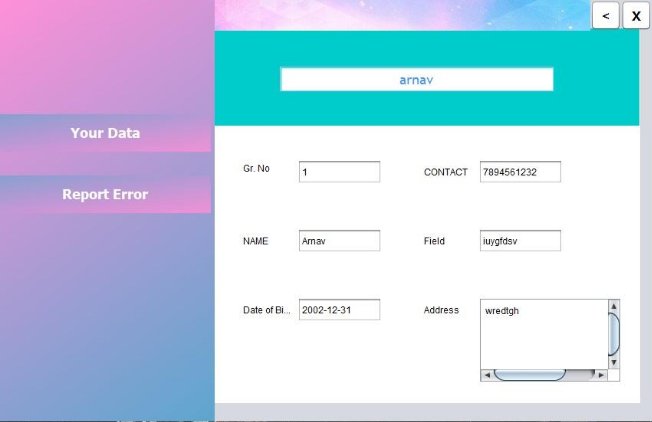 < X
arnav
Your Data
Report Error
Gr. No 1 CONTACT 7894561232
NAME Arnav Field iuygfdsv
Date of Bi... 2002-12-31 Address wredtgh